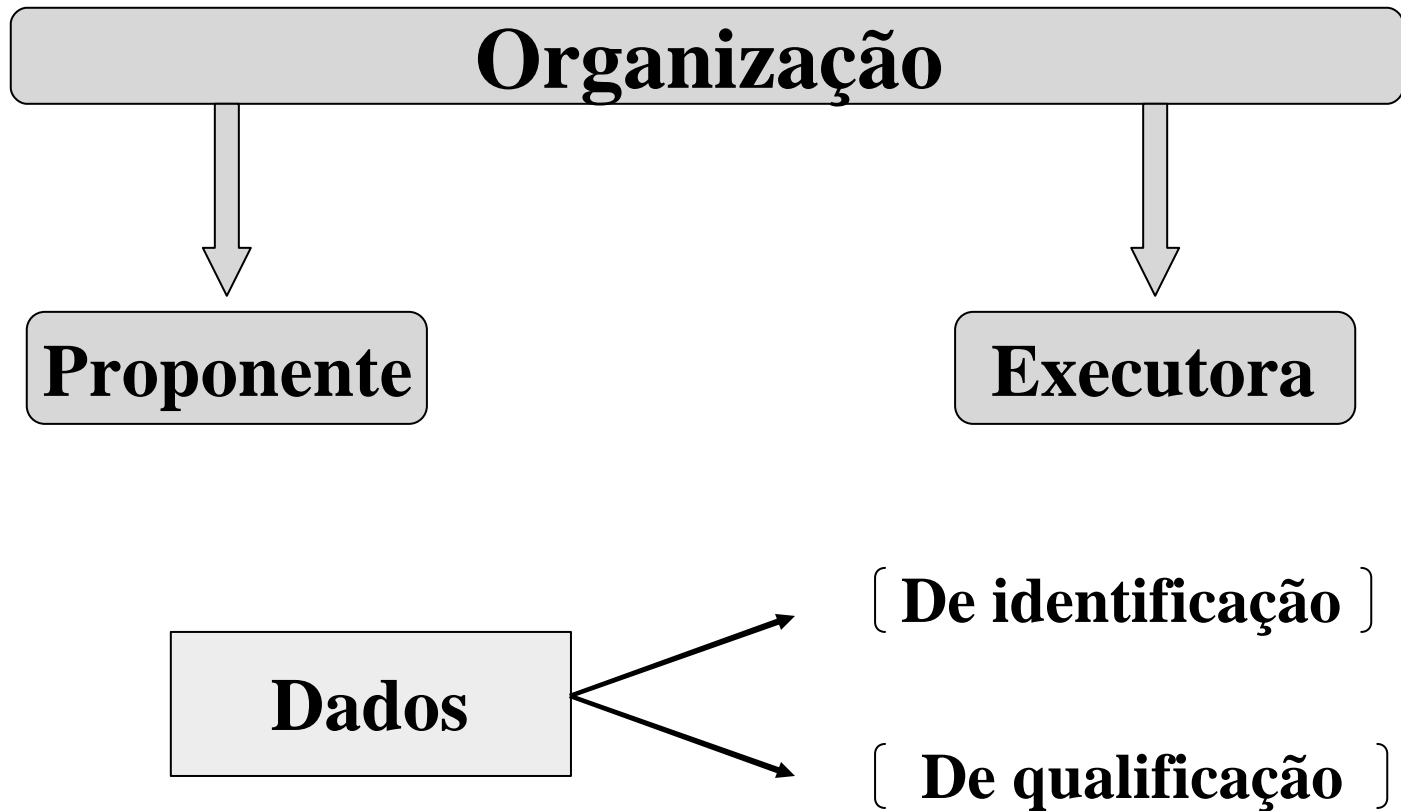 Organização
Proponente
Executora
De identificação
Dados
De qualificação